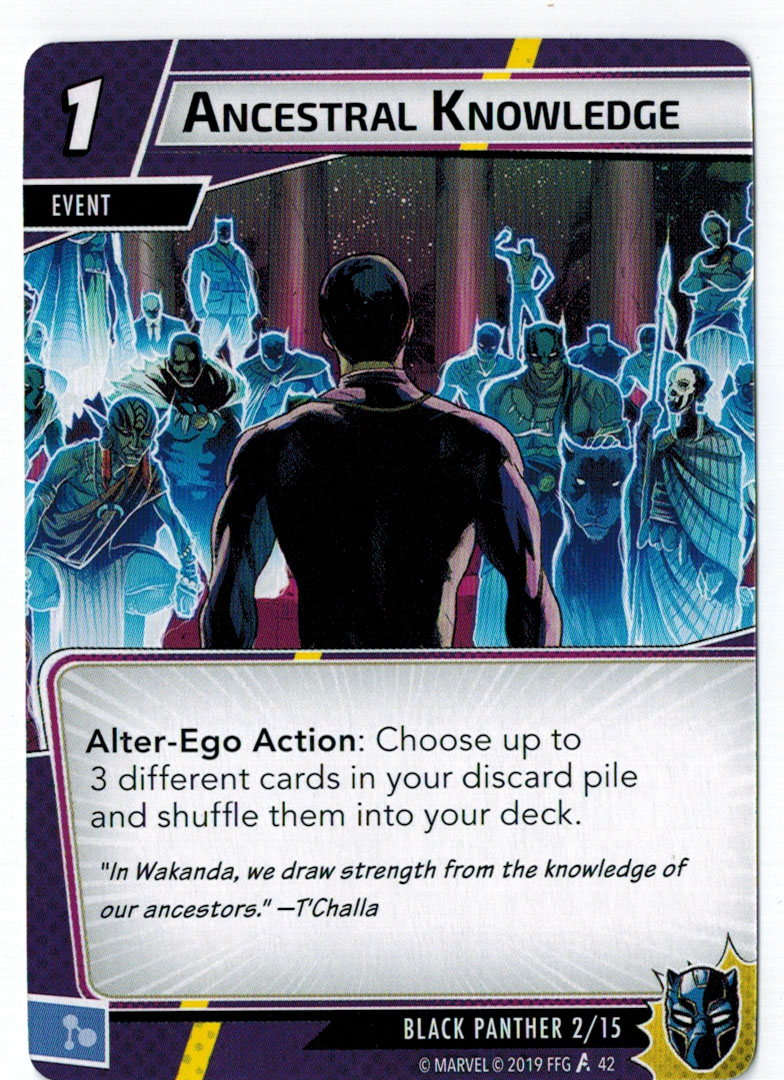 1
ANCESTRAL KNOWLEDGE
EVENT
Alter-Ego Action: Choose up to
3 different cards in your discard pile
and shuffle them into your deck.
"In Wakanda, we draw strength from the knowledge of
our ancestors." —T'Challa
BLACK PANTHER 2/15
© MARVEL © 2019 FFG 42